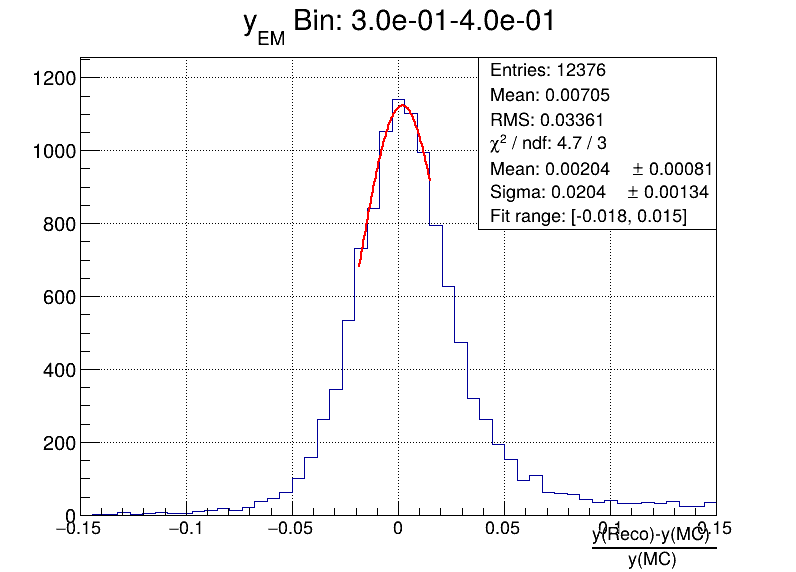 y_EM Bin: 3.0e-01-4.0e-01
Entries: 12376
Mean: 0.00705
RMS: 0.03361
χ² / ndf: 4.7 / 3
Mean: 0.00204 ± 0.00081
Sigma: 0.0204 ± 0.00134
Fit range: [-0.018, 0.015]
1200
1000
800
600
400
200
0
−0.15 −0.1 −0.05 0 0.05 0.1 0.15
y(Reco)-y(MC)
y(MC)